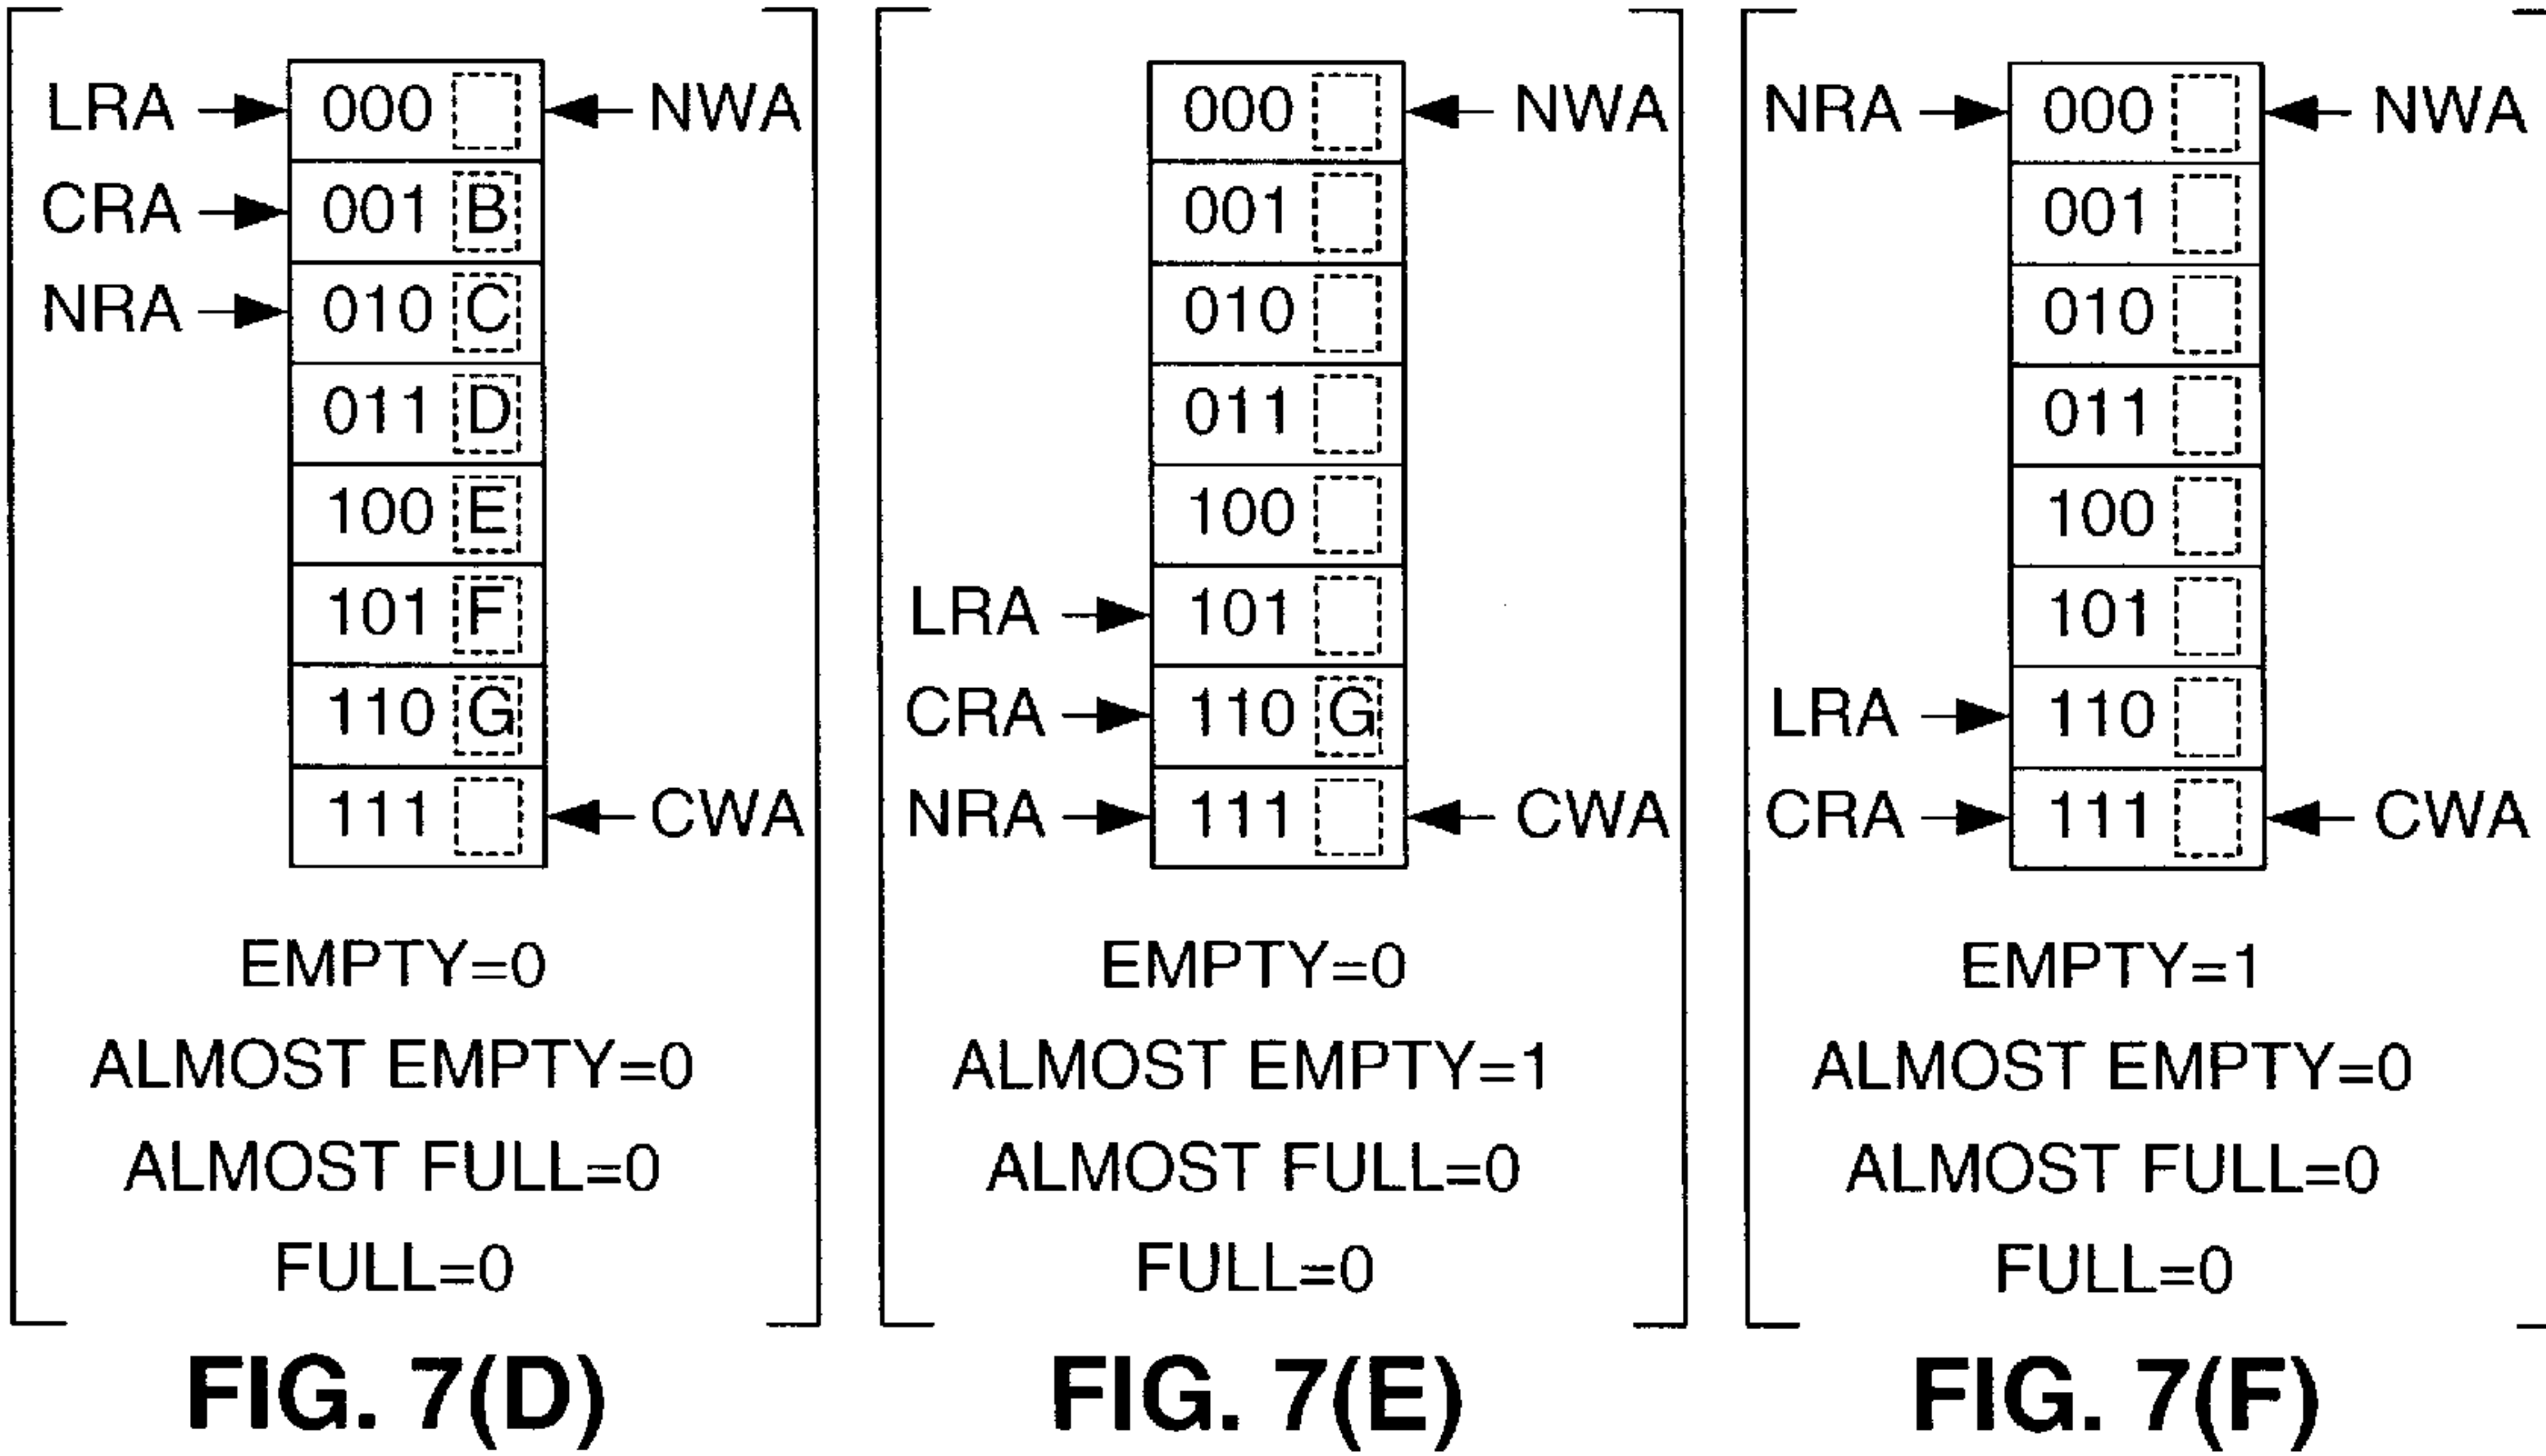 LRA 000 NWA
CRA 001 B
NRA 010 C
011 D
100 E
101 F
110 G
111 CWA
EMPTY=0
ALMOST EMPTY=0
ALMOST FULL=0
FULL=0
FIG. 7(D)
000 NWA
001
010
011
100
LRA 101
CRA 110 G
NRA 111 CWA
EMPTY=0
ALMOST EMPTY=1
ALMOST FULL=0
FULL=0
FIG. 7(E)
NRA 000 NWA
001
010
011
100
101
LRA 110
CRA 111 CWA
EMPTY=1
ALMOST EMPTY=0
ALMOST FULL=0
FULL=0
FIG. 7(F)